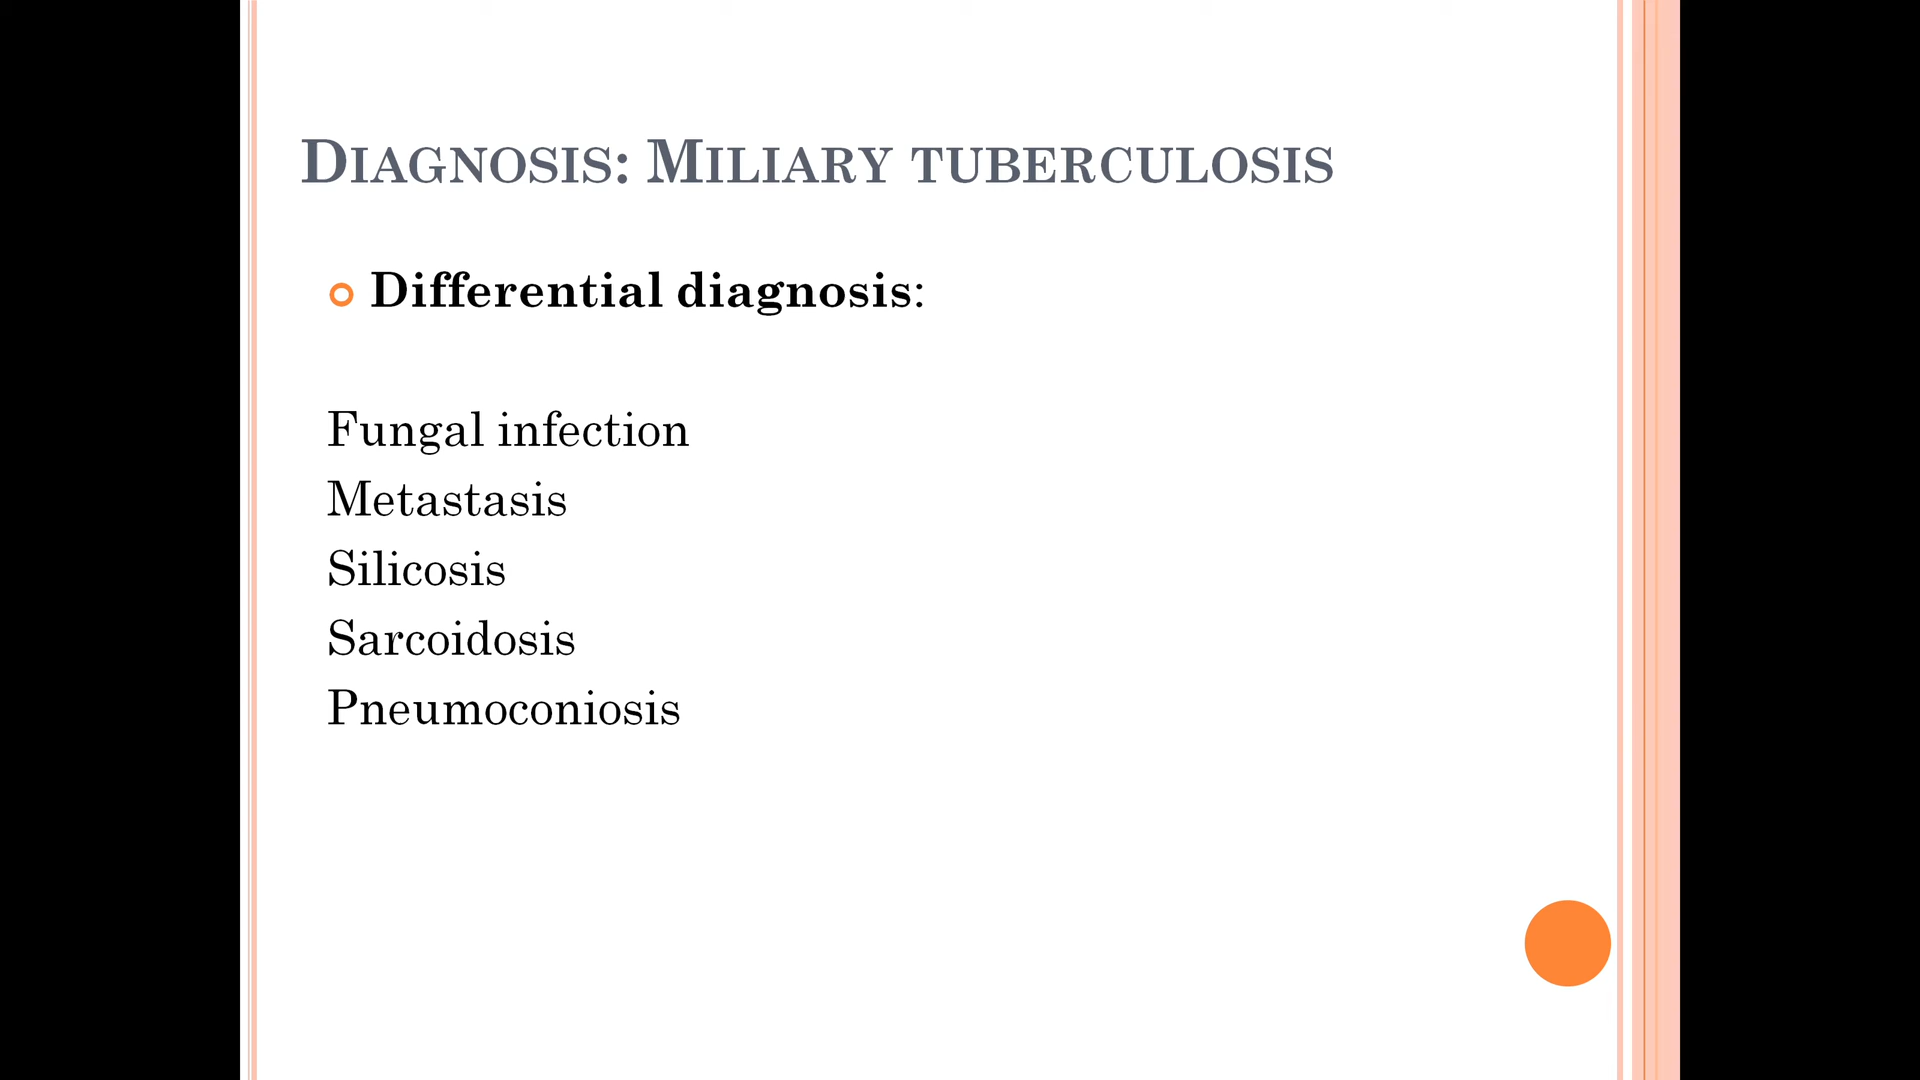 Diagnosis: Miliary tuberculosis
Differential diagnosis:
Fungal infection
Metastasis
Silicosis
Sarcoidosis
Pneumoconiosis